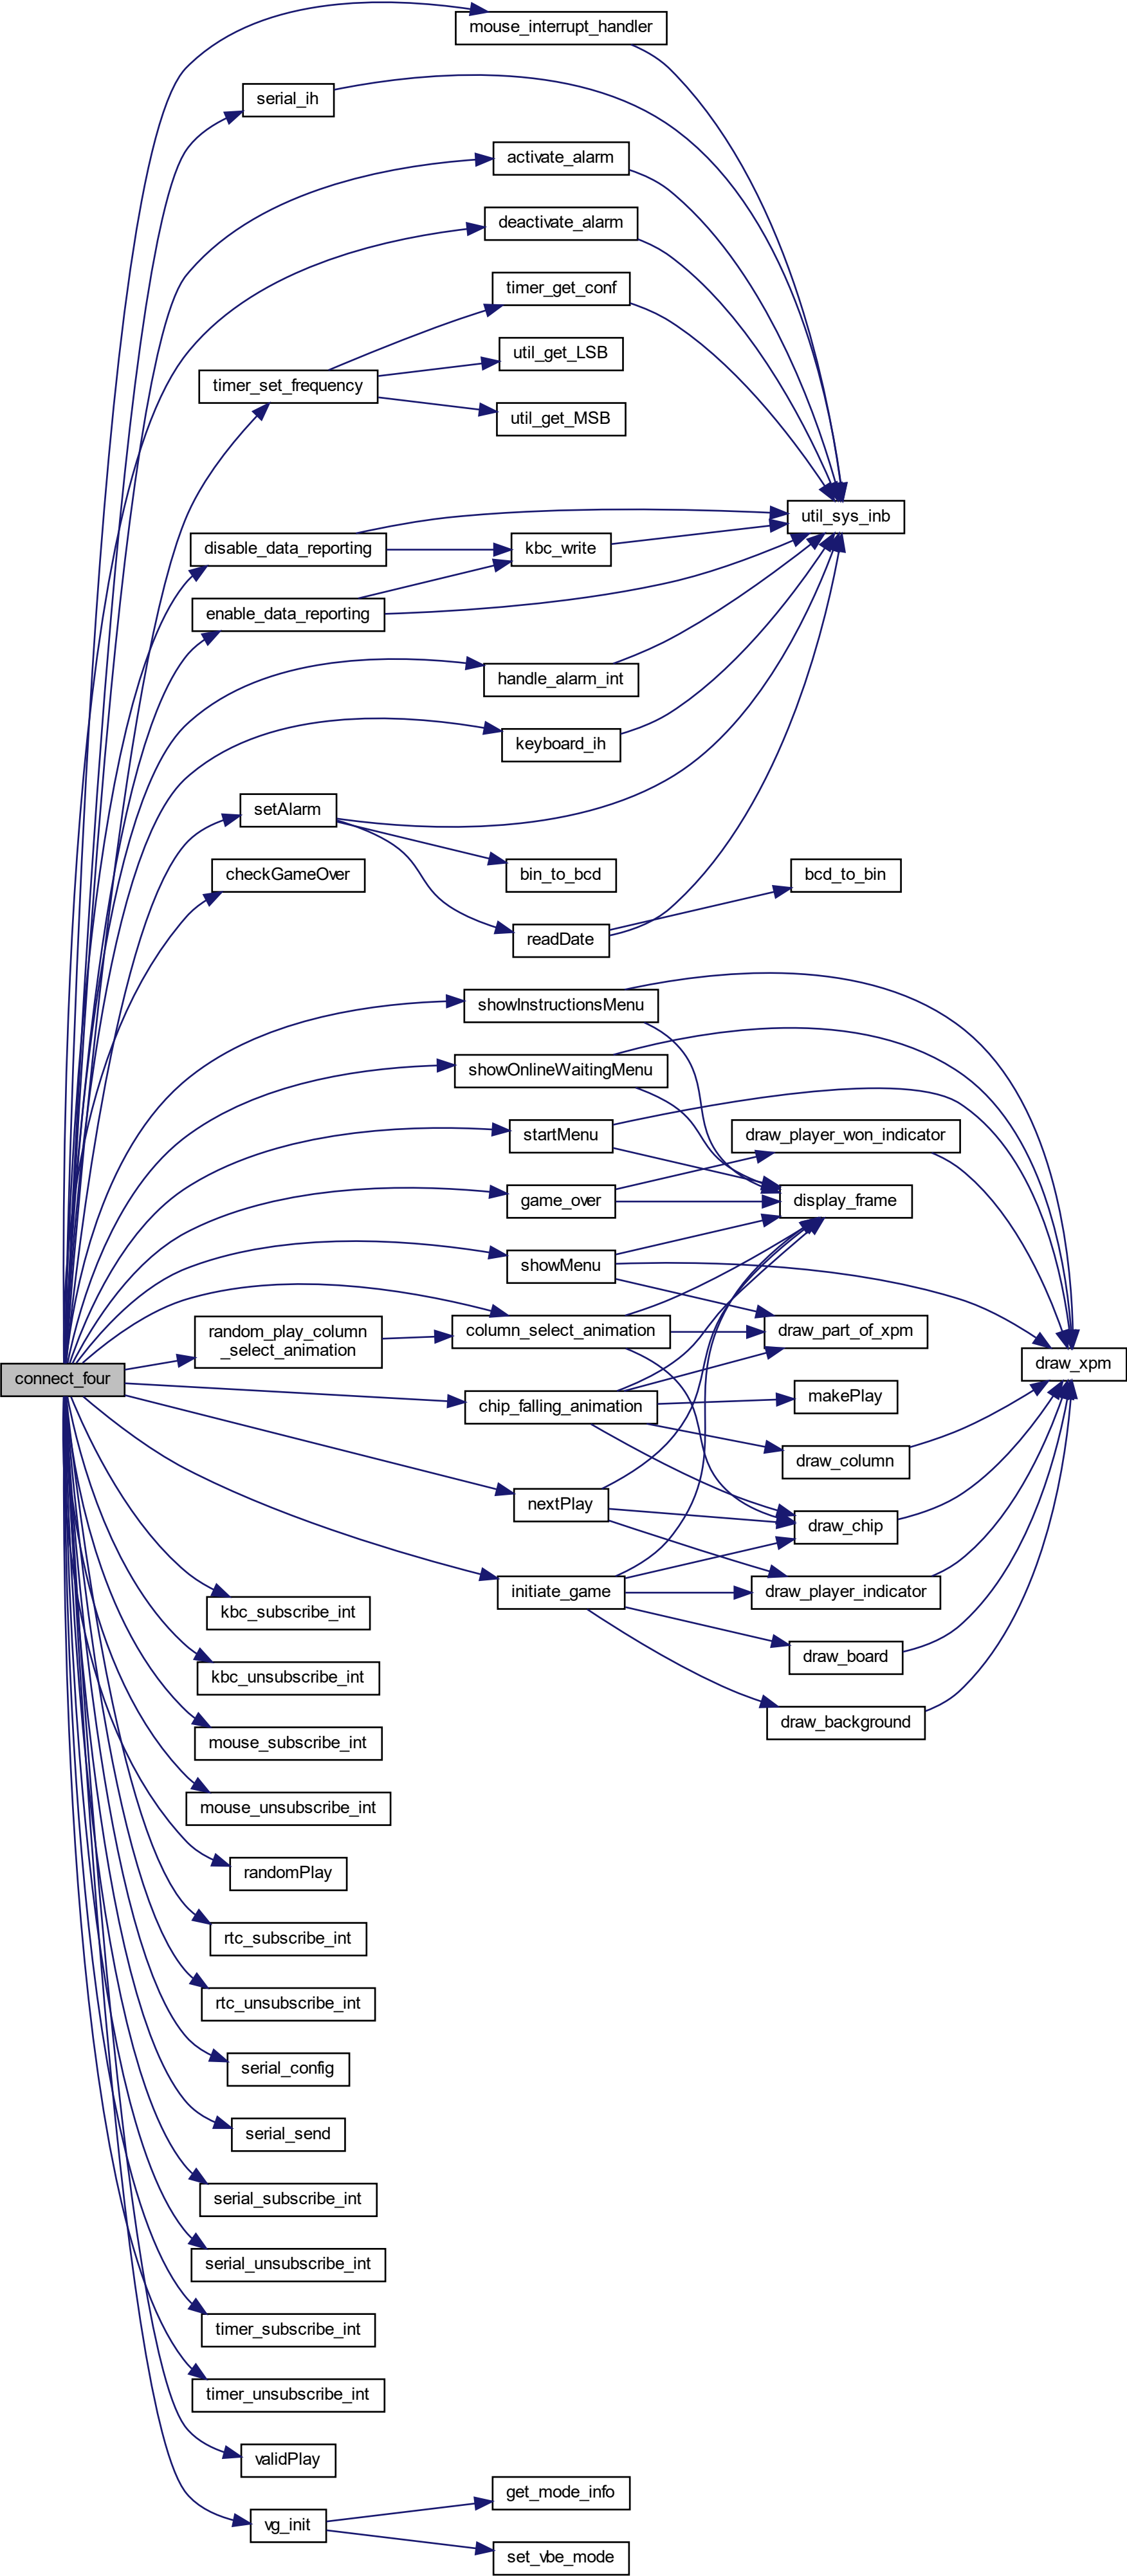 mouse_interrupt_handler
serial_ih
activate_alarm
deactivate_alarm
timer_get_conf
util_get_LSB
timer_set_frequency
util_get_MSB
util_sys_inb
disable_data_reporting
kbc_write
enable_data_reporting
handle_alarm_int
keyboard_ih
setAlarm
checkGameOver
bin_to_bcd
bcd_to_bin
readDate
showInstructionsMenu
showOnlineWaitingMenu
startMenu
draw_player_won_indicator
game_over
display_frame
showMenu
random_play_column
_select_animation
column_select_animation
draw_part_of_xpm
draw_xpm
connect_four
chip_falling_animation
makePlay
draw_column
nextPlay
draw_chip
initiate_game
draw_player_indicator
kbc_subscribe_int
draw_board
kbc_unsubscribe_int
draw_background
mouse_subscribe_int
mouse_unsubscribe_int
randomPlay
rtc_subscribe_int
rtc_unsubscribe_int
serial_config
serial_send
serial_subscribe_int
serial_unsubscribe_int
timer_subscribe_int
timer_unsubscribe_int
validPlay
get_mode_info
vg_init
set_vbe_mode